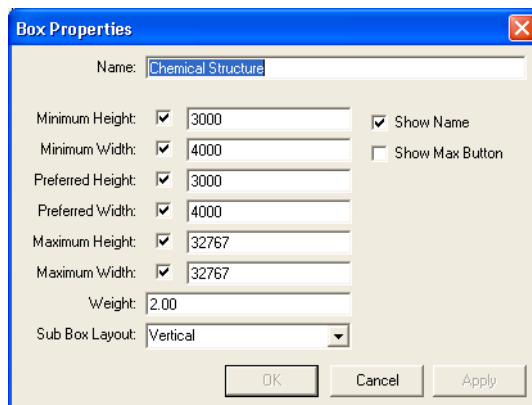 Box Properties
Name: Chemical Structure
Minimum Height: 3000
Show Name
Minimum Width: 4000
Show Max Button
Preferred Height: 3000
Preferred Width: 4000
Maximum Height: 32767
Maximum Width: 32767
Weight: 2.00
Sub Box Layout: Vertical
OK Cancel Apply